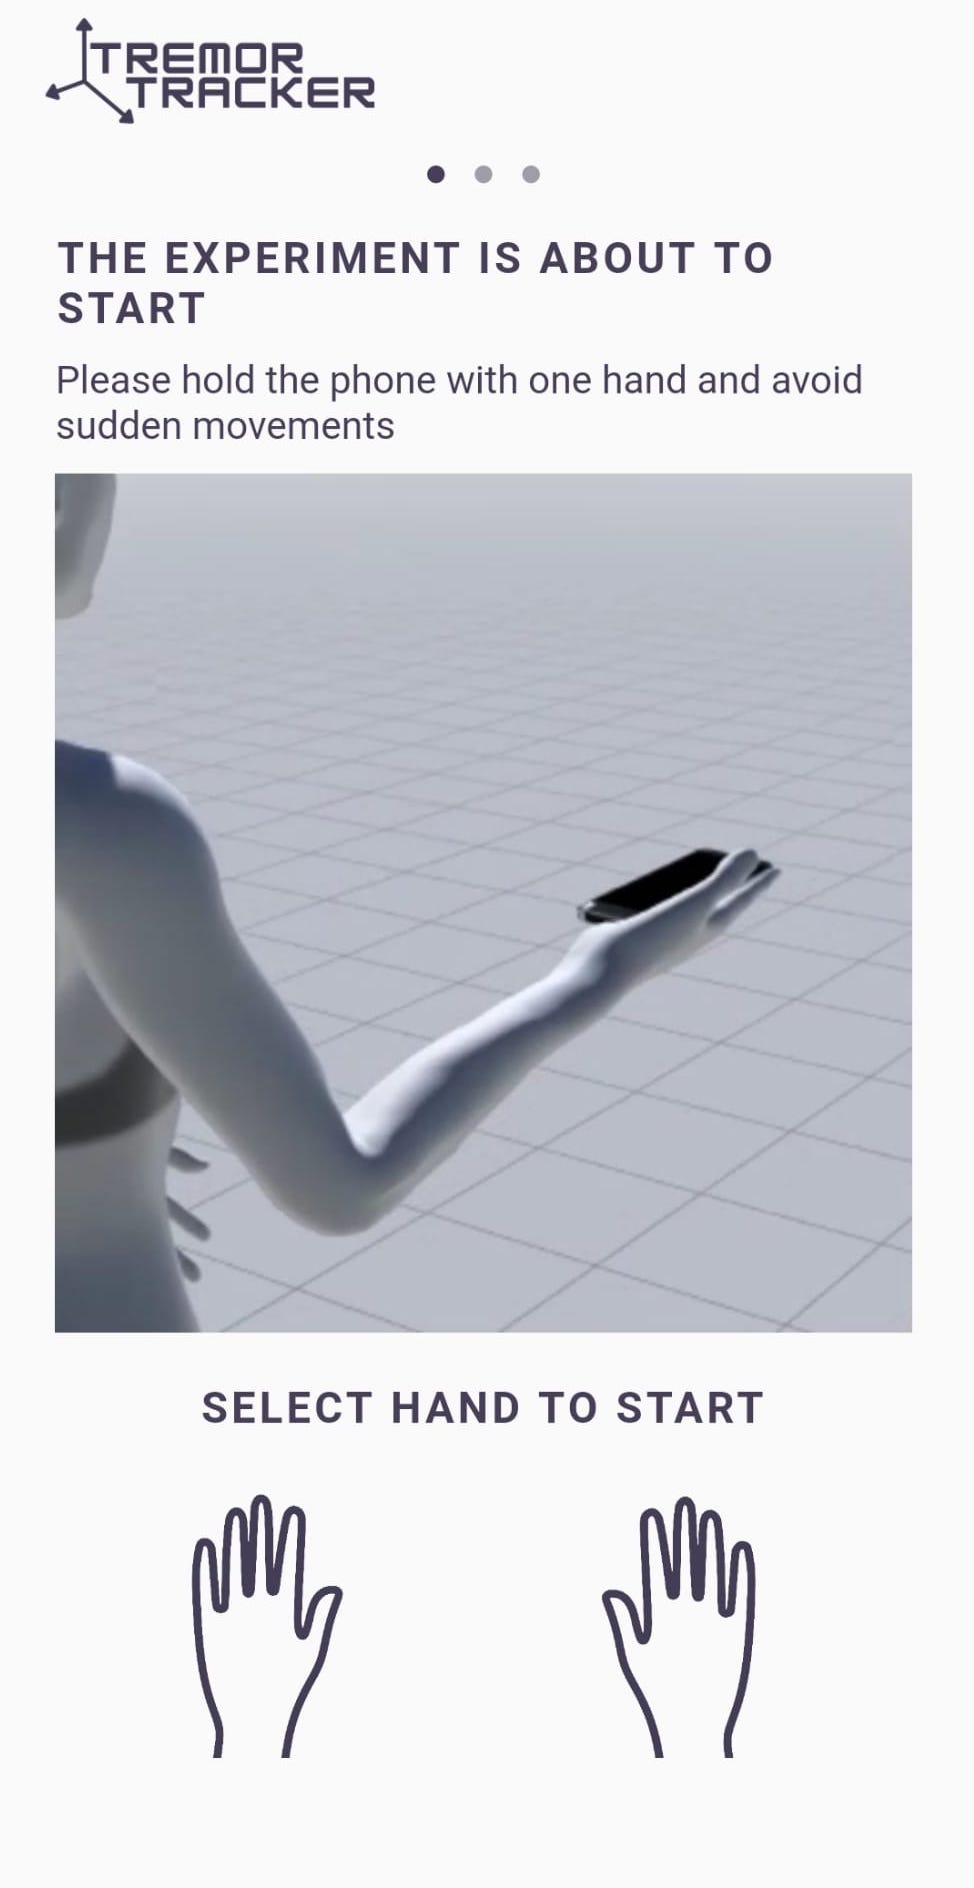 TREMOR
TRACKER
THE EXPERIMENT IS ABOUT TO
START
Please hold the phone with one hand and avoid
sudden movements
SELECT HAND TO START